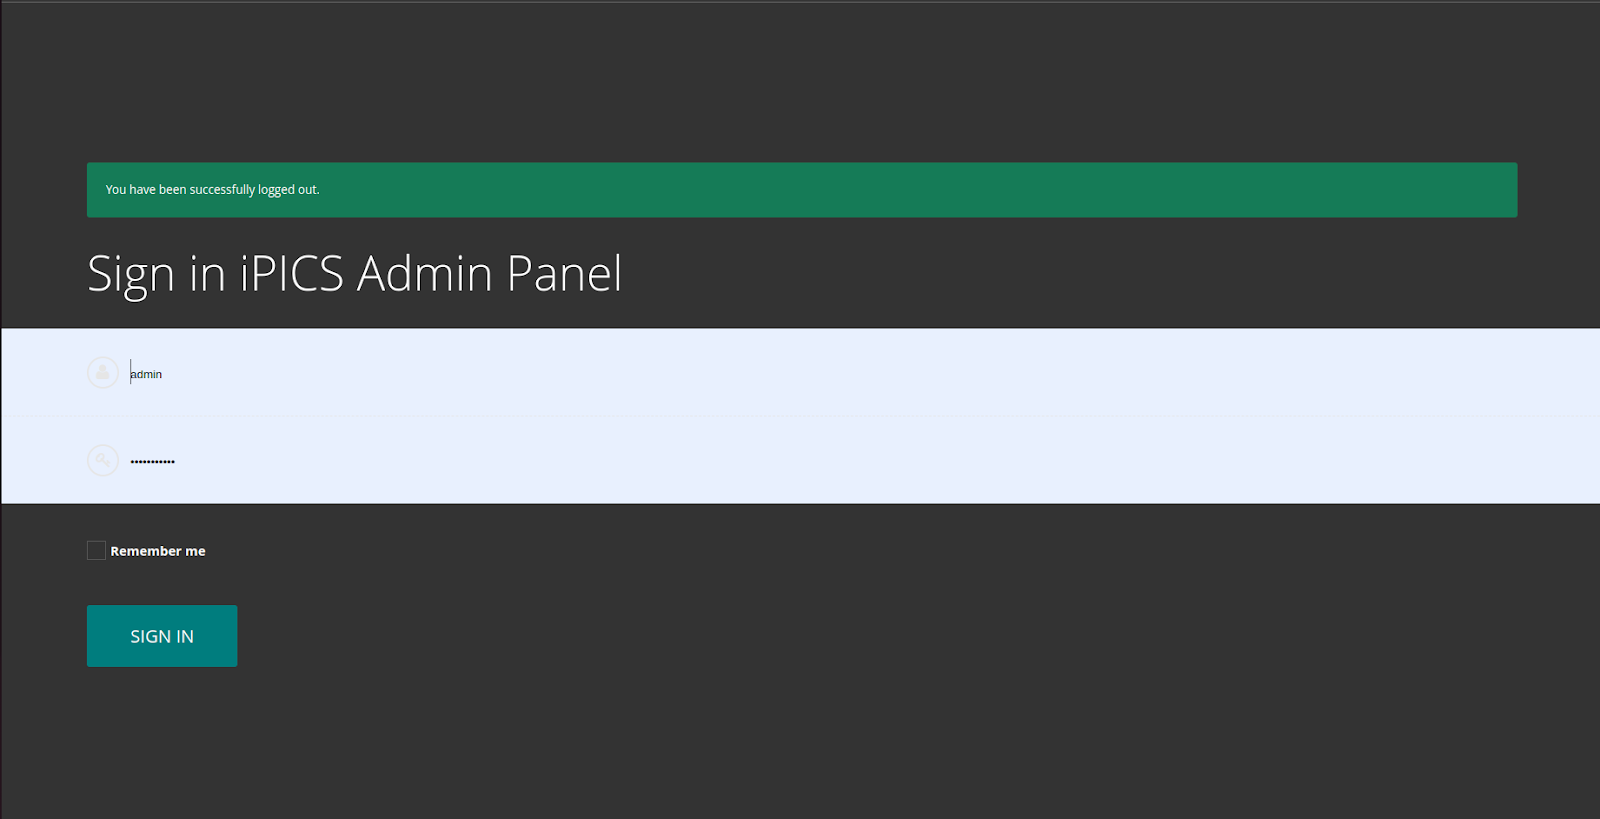 You have been successfully logged out.
Sign in iPICS Admin Panel
admin
•••••••••••
Remember me
SIGN IN